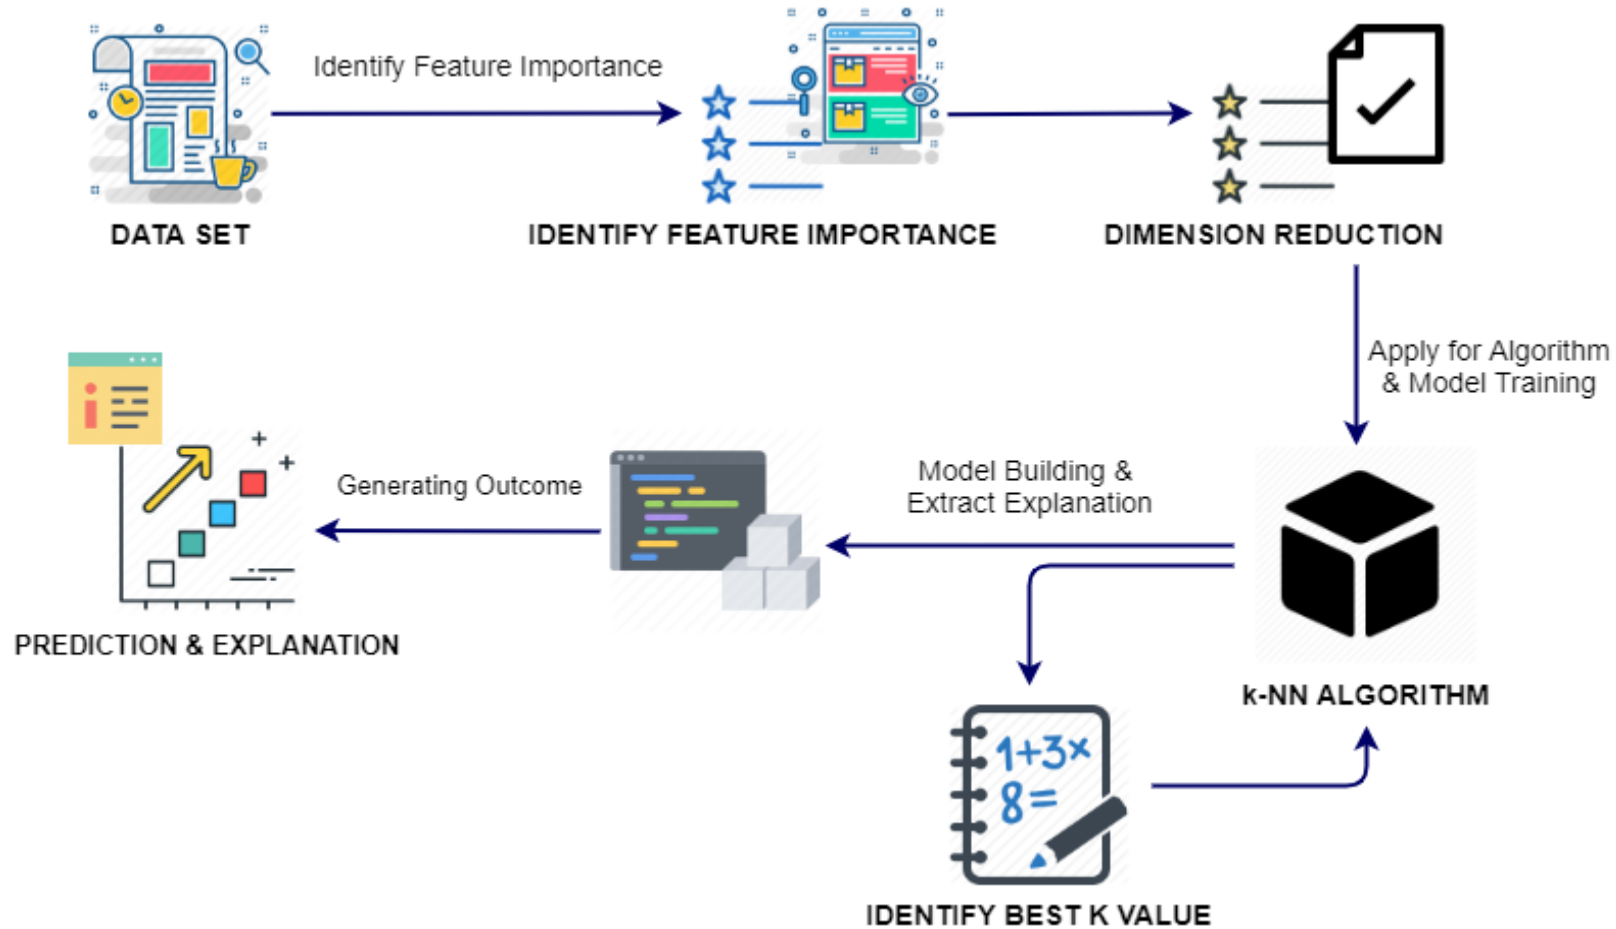 Identify Feature Importance
DATA SET
IDENTIFY FEATURE IMPORTANCE
DIMENSION REDUCTION
Apply for Algorithm
& Model Training
Model Building &
Extract Explanation
Generating Outcome
PREDICTION & EXPLANATION
k-NN ALGORITHM
1+3×
8=
IDENTIFY BEST K VALUE